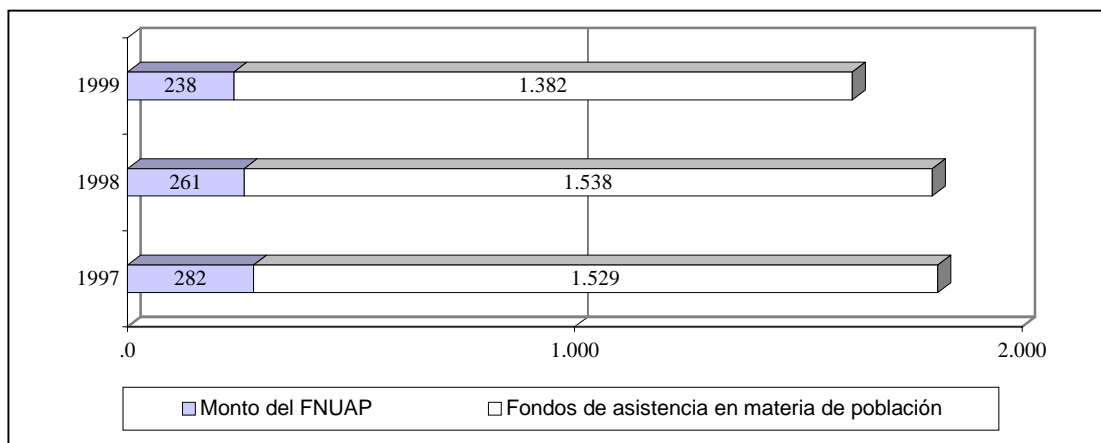 1999 238 1.382
1998 261 1.538
1997 282 1.529
.0 1.000 2.000
Monto del FNUAP Fondos de asistencia en materia de población